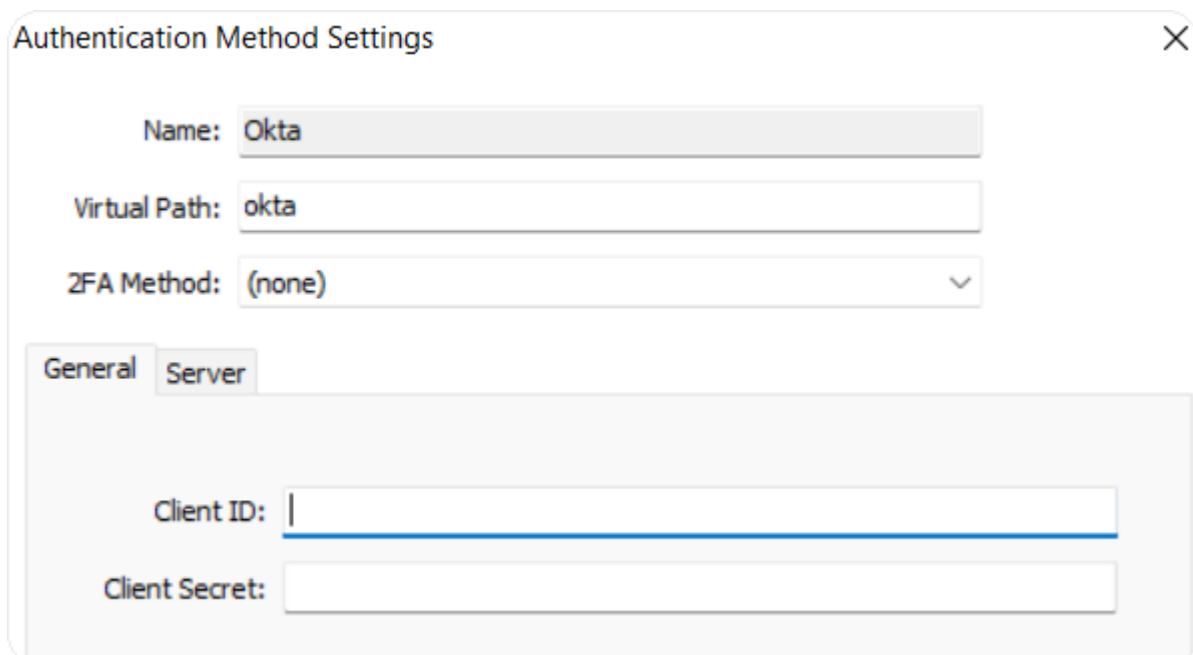 Authentication Method Settings
Name: Okta
Virtual Path: okta
2FA Method: (none)
General Server
Client ID:
Client Secret: